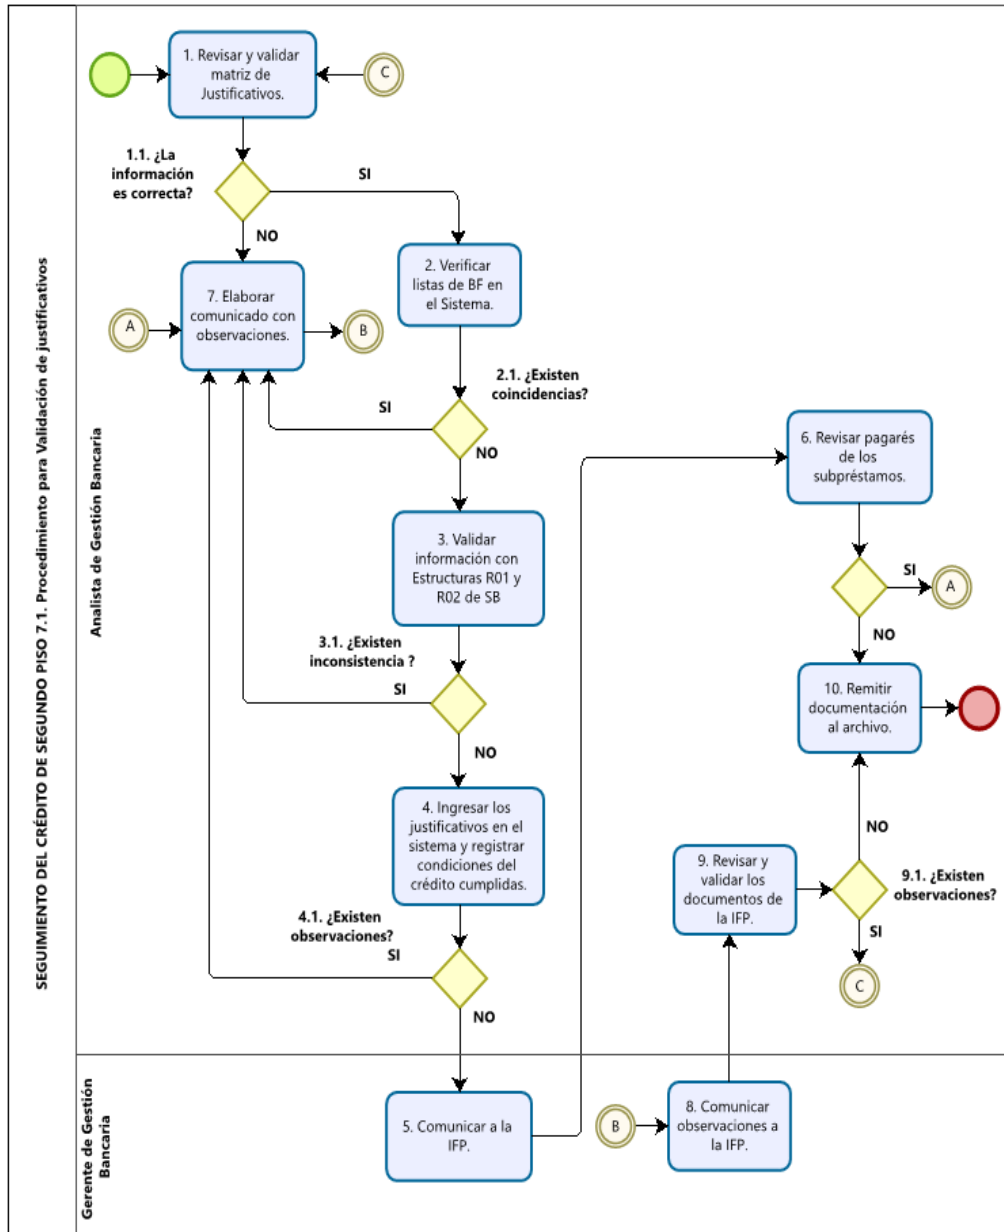 SEGUIMIENTO DEL CRÉDITO DE SEGUNDO PISO 7.1. Procedimiento para Validación de justificativos
Analista de Gestión Bancaria
1. Revisar y validar
matriz de
Justificativos.
C
1.1. ¿La
información
es correcta?
SI
NO
2. Verificar
listas de BF en
el Sistema.
7. Elaborar
comunicado con
observaciones.
A
B
2.1. ¿Existen
coincidencias?
SI
NO
3. Validar
información con
Estructuras R01 y
R02 de SB
3.1. ¿Existen
inconsistencia ?
SI
NO
4. Ingresar los
justificativos en el
sistema y registrar
condiciones del
crédito cumplidas.
4.1. ¿Existen
observaciones?
SI
NO
6. Revisar pagarés
de los
subpréstamos.
SI
A
NO
10. Remitir
documentación
al archivo.
NO
9. Revisar y
validar los
documentos de
la IFP.
9.1. ¿Existen
observaciones?
SI
C
Gerente de Gestión
Bancaria
5. Comunicar a la
IFP.
B
8. Comunicar
observaciones a
la IFP.